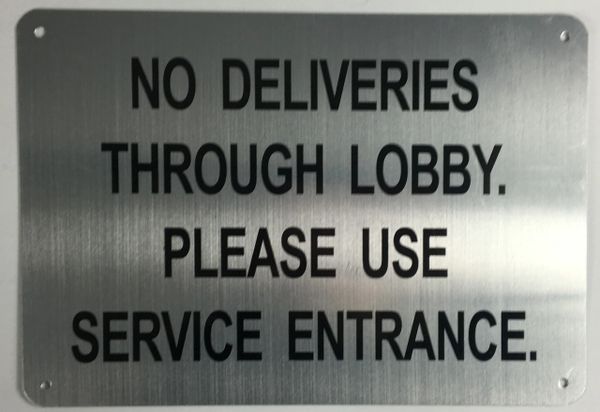 NO DELIVERIES
THROUGH LOBBY.
PLEASE USE
SERVICE ENTRANCE.